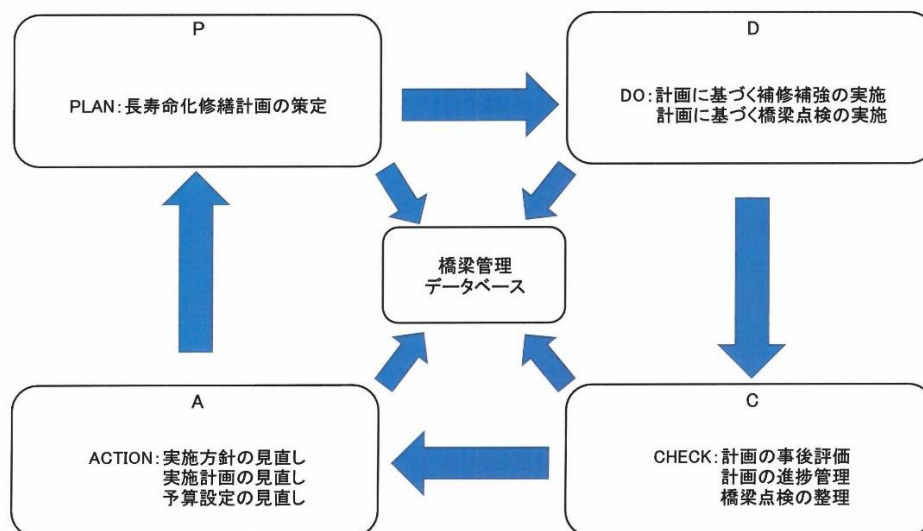 P
PLAN:長寿命化修繕計画の策定
D
DO:計画に基づく補修補強の実施
計画に基づく橋梁点検の実施
橋梁管理
データベース
A
ACTION:実施方針の見直し
実施計画の見直し
予算設定の見直し
C
CHECK:計画の事後評価
計画の進捗管理
橋梁点検の整理